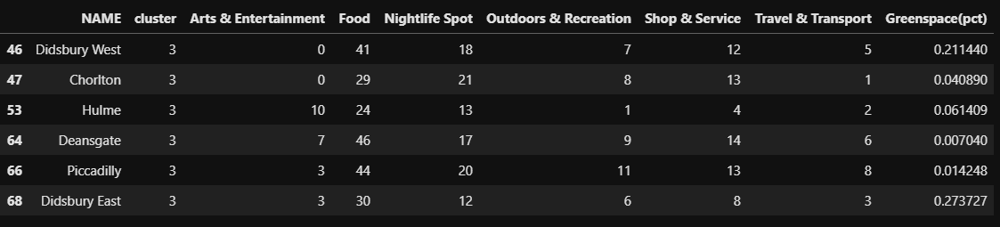 NAME cluster Arts & Entertainment Food Nightlife Spot Outdoors & Recreation Shop & Service Travel & Transport Greenspace(pct)
46 Didsbury West 3 0 41 18 7 12 5 0.211440
47 Chorlton 3 0 29 21 8 13 1 0.040890
53 Hulme 3 10 24 13 1 4 2 0.061409
64 Deansgate 3 7 46 17 9 14 6 0.007040
66 Piccadilly 3 3 44 20 11 13 8 0.014248
68 Didsbury East 3 3 30 12 6 8 3 0.273727